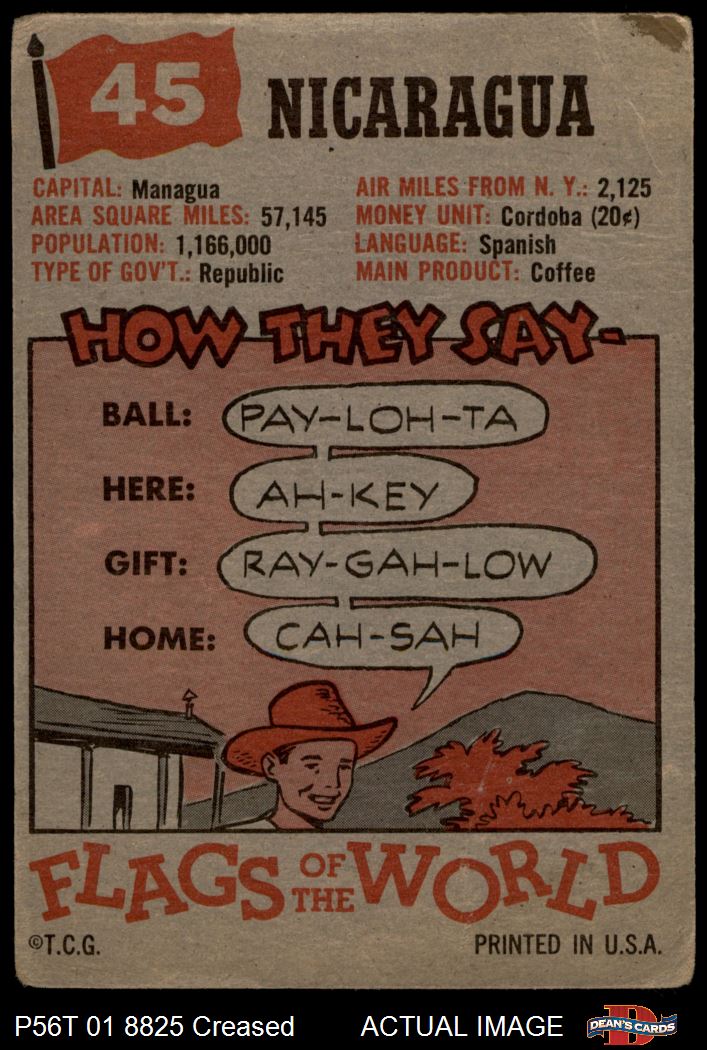 45 NICARAGUA
CAPITAL: Managua
AREA SQUARE MILES: 57,145
POPULATION: 1,166,000
TYPE OF GOV'T.: Republic
AIR MILES FROM N. Y.: 2,125
MONEY UNIT: Cordoba (20¢)
LANGUAGE: Spanish
MAIN PRODUCT: Coffee
HOW THEY SAY-
BALL: PAY-LOH-TA
HERE: AH-KEY
GIFT: RAY-GAH-LOW
HOME: CAH-SAH
FLAGS OF THE WORLD
©T.C.G. PRINTED IN U.S.A.
P56T 01 8825 Creased ACTUAL IMAGE DEAN'S CARDS